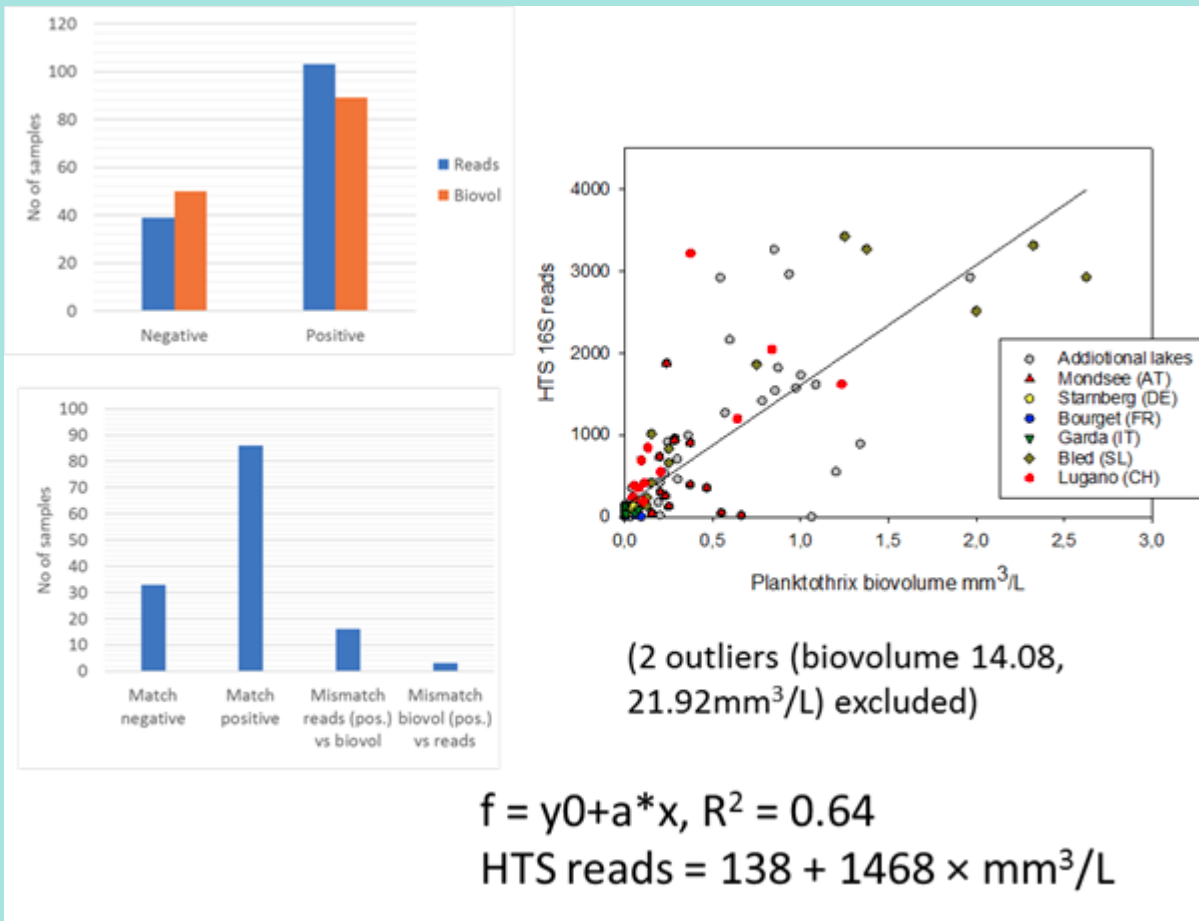 120
100
80
60
40
20
0
No of samples
Negative
Positive
Reads
Biovol
100
90
80
70
60
50
40
30
20
10
0
No of samples
Match
negative
Match
positive
Mismatch
reads (pos.)
vs biovol
Mismatch
biovol (pos.)
vs reads
4000
3000
2000
1000
0
HTS 16S reads
0,0
0,5
1,0
1,5
2,0
2,5
3,0
Planktothrix biovolume mm³/L
Addiotional lakes
Mondsee (AT)
Starnberg (DE)
Bourget (FR)
Garda (IT)
Bled (SL)
Lugano (CH)
(2 outliers (biovolume 14.08,
21.92mm³/L) excluded)
f = y0+a*x, R² = 0.64
HTS reads = 138 + 1468 × mm³/L